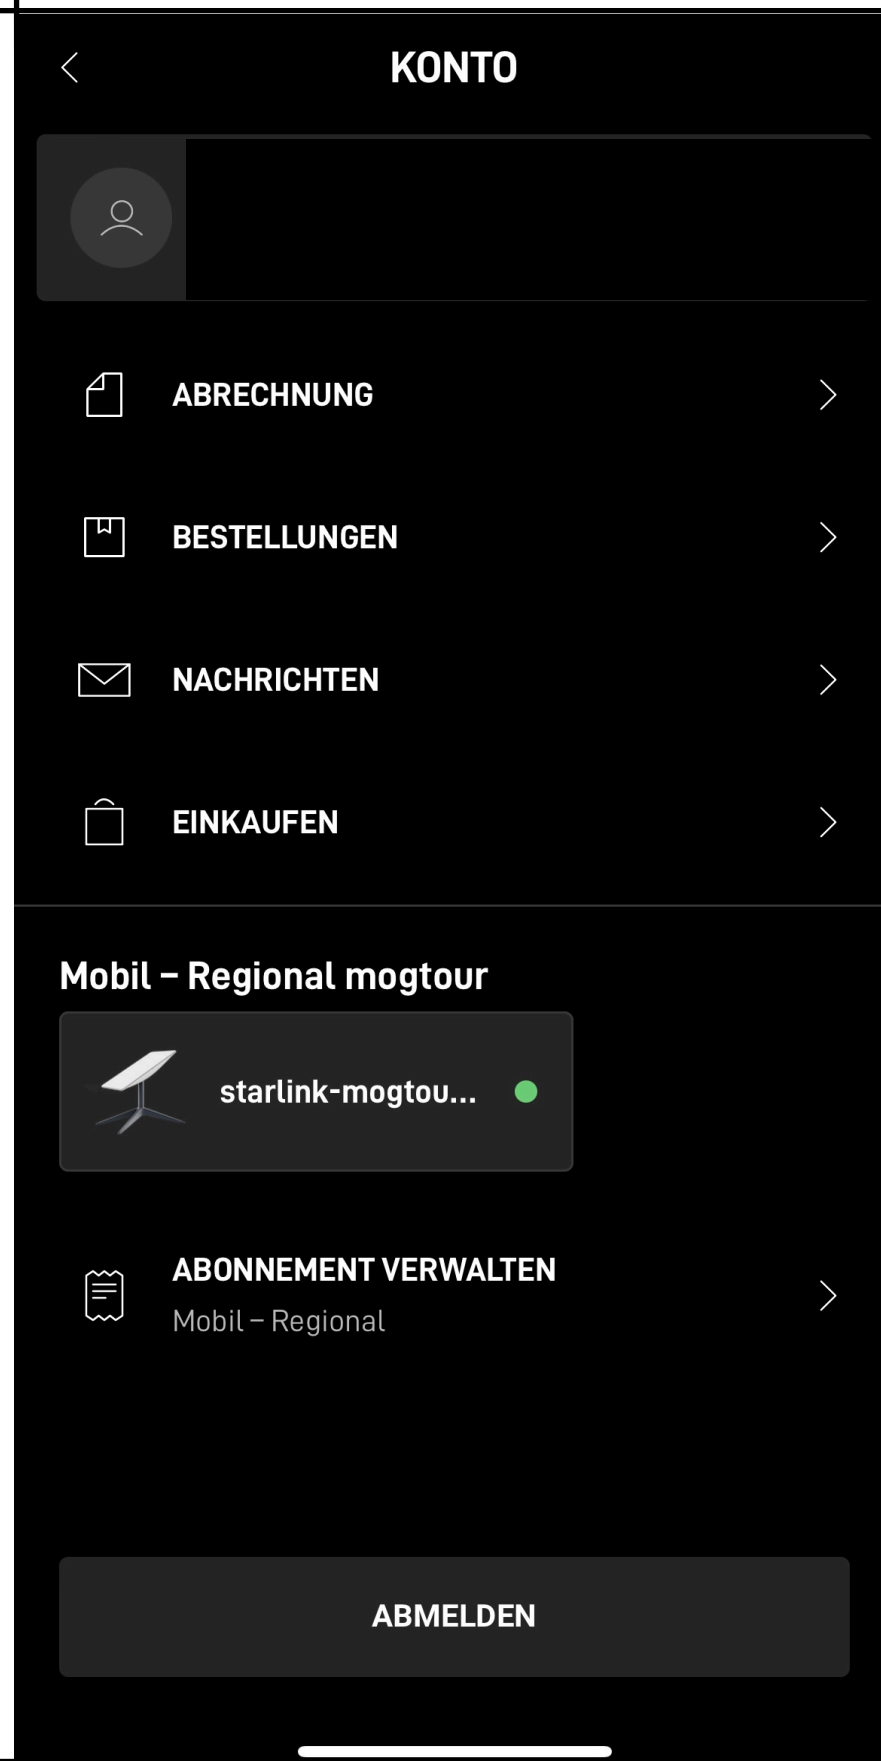 KONTO
ABRECHNUNG
BESTELLUNGEN
NACHRICHTEN
EINKAUFEN
Mobil – Regional mogtour
starlink-mogtou...
ABONNEMENT VERWALTEN
Mobil – Regional
ABMELDEN